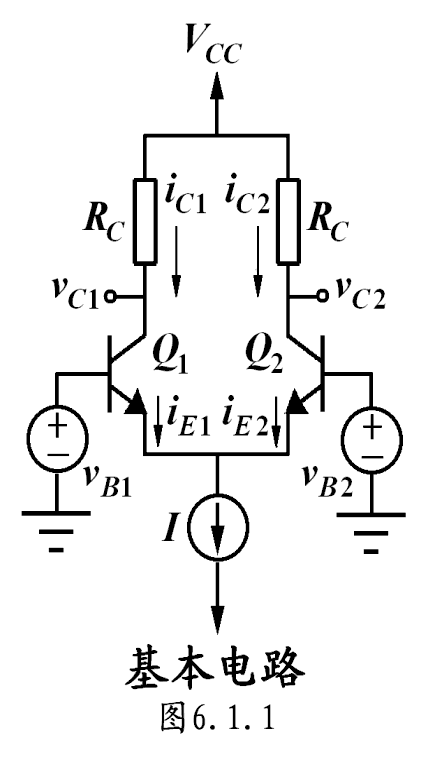 V_CC
i_C1 i_C2
R_C R_C
v_C1 v_C2
Q_1 Q_2
+ +
i_E1 i_E2
− −
v_B1 v_B2
I
基本电路
图6.1.1